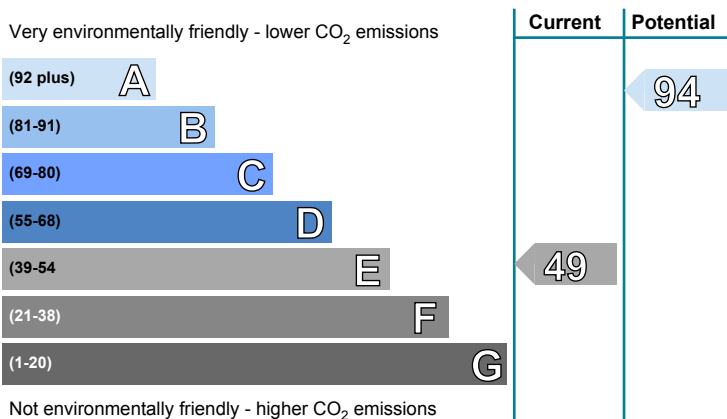 Very environmentally friendly - lower CO2 emissions
Current
Potential
(92 plus) A
94
(81-91) B
(69-80) C
(55-68) D
(39-54 E
49
(21-38) F
(1-20) G
Not environmentally friendly - higher CO2 emissions